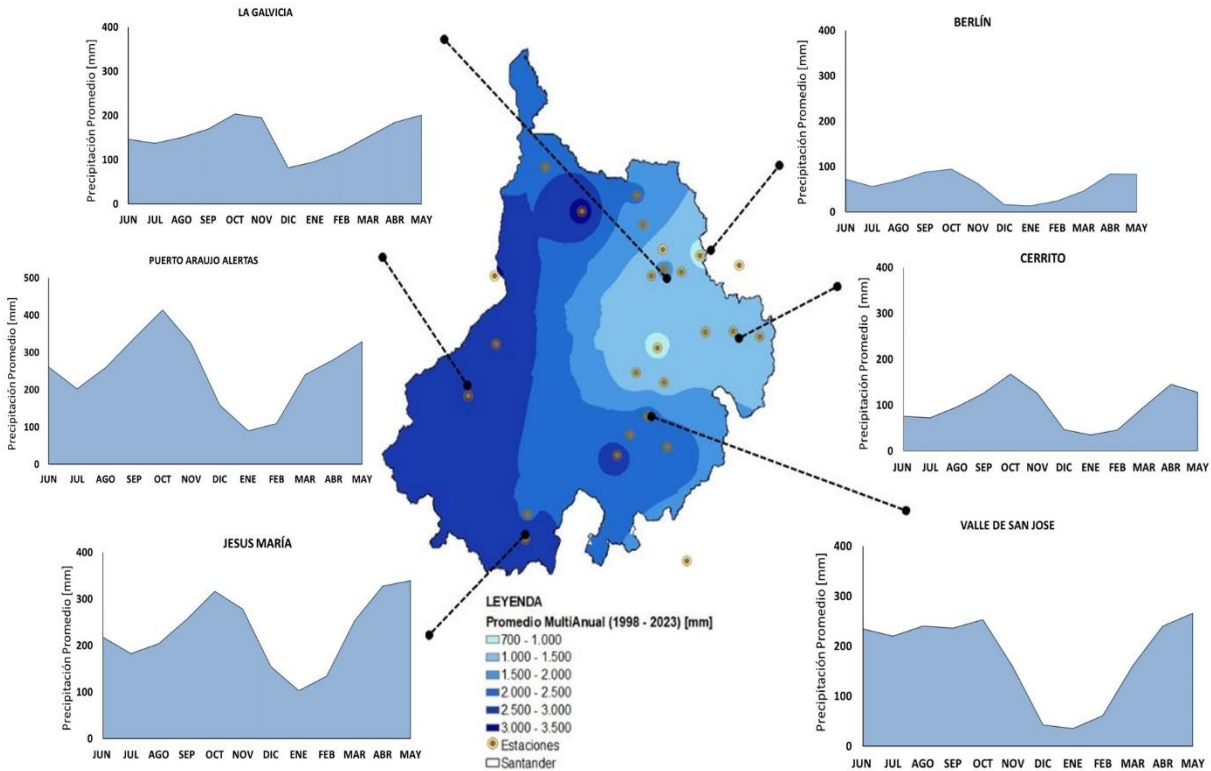 LA GALVICIA
Precipitación Promedio [mm]
400
300
200
100
0
JUN JUL AGO SEP OCT NOV DIC ENE FEB MAR ABR MAY
BERLÍN
Precipitación Promedio [mm]
400
300
200
100
0
JUN JUL AGO SEP OCT NOV DIC ENE FEB MAR ABR MAY
PUERTO ARAUJO ALERTAS
Precipitación Promedio [mm]
500
400
300
200
100
0
JUN JUL AGO SEP OCT NOV DIC ENE FEB MAR ABR MAY
CERRITO
Precipitación Promedio [mm]
400
300
200
100
0
JUN JUL AGO SEP OCT NOV DIC ENE FEB MAR ABR MAY
JESUS MARÍA
Precipitación Promedio [mm]
400
300
200
100
0
JUN JUL AGO SEP OCT NOV DIC ENE FEB MAR ABR MAY
VALLE DE SAN JOSE
Precipitación Promedio [mm]
400
300
200
100
0
JUN JUL AGO SEP OCT NOV DIC ENE FEB MAR ABR MAY
LEYENDA
Promedio MultiAnual (1998 - 2023) [mm]
700 - 1.000
1.000 - 1.500
1.500 - 2.000
2.000 - 2.500
2.500 - 3.000
3.000 - 3.500
Estaciones
Santander